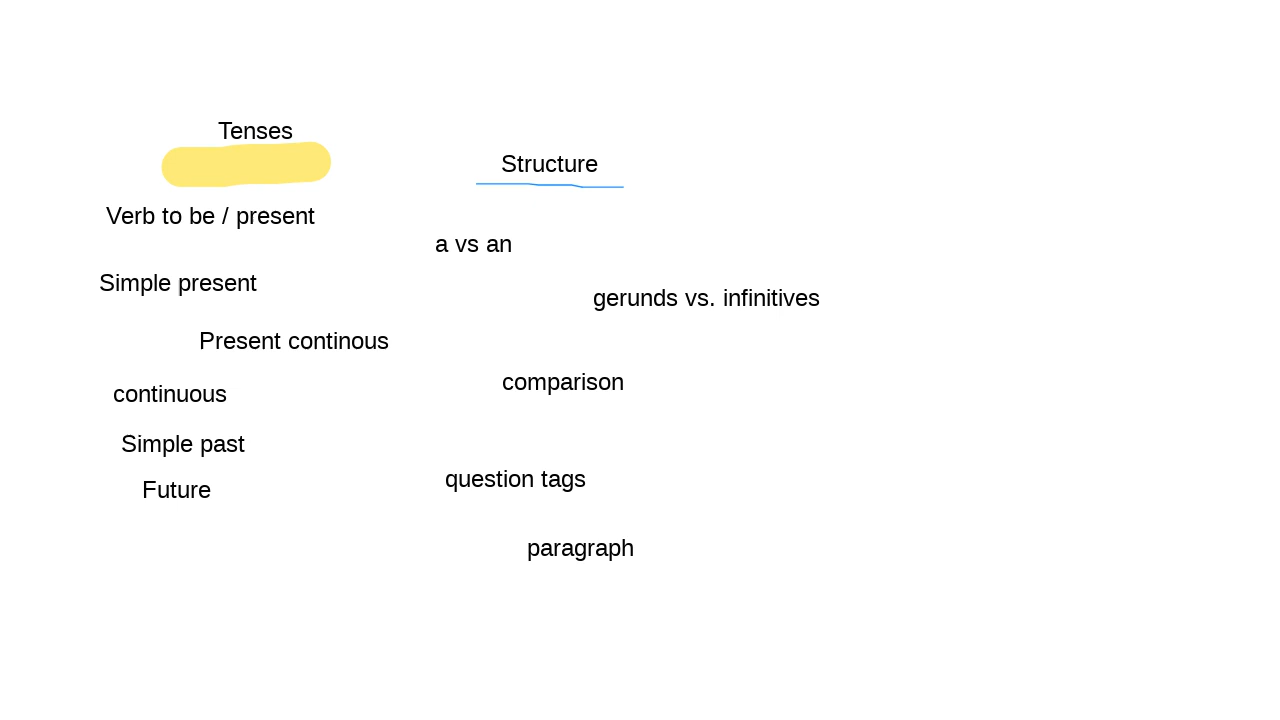 Tenses
Verb to be / present
Simple present
Present continous
continuous
Simple past
Future
Structure
a vs an
gerunds vs. infinitives
comparison
question tags
paragraph